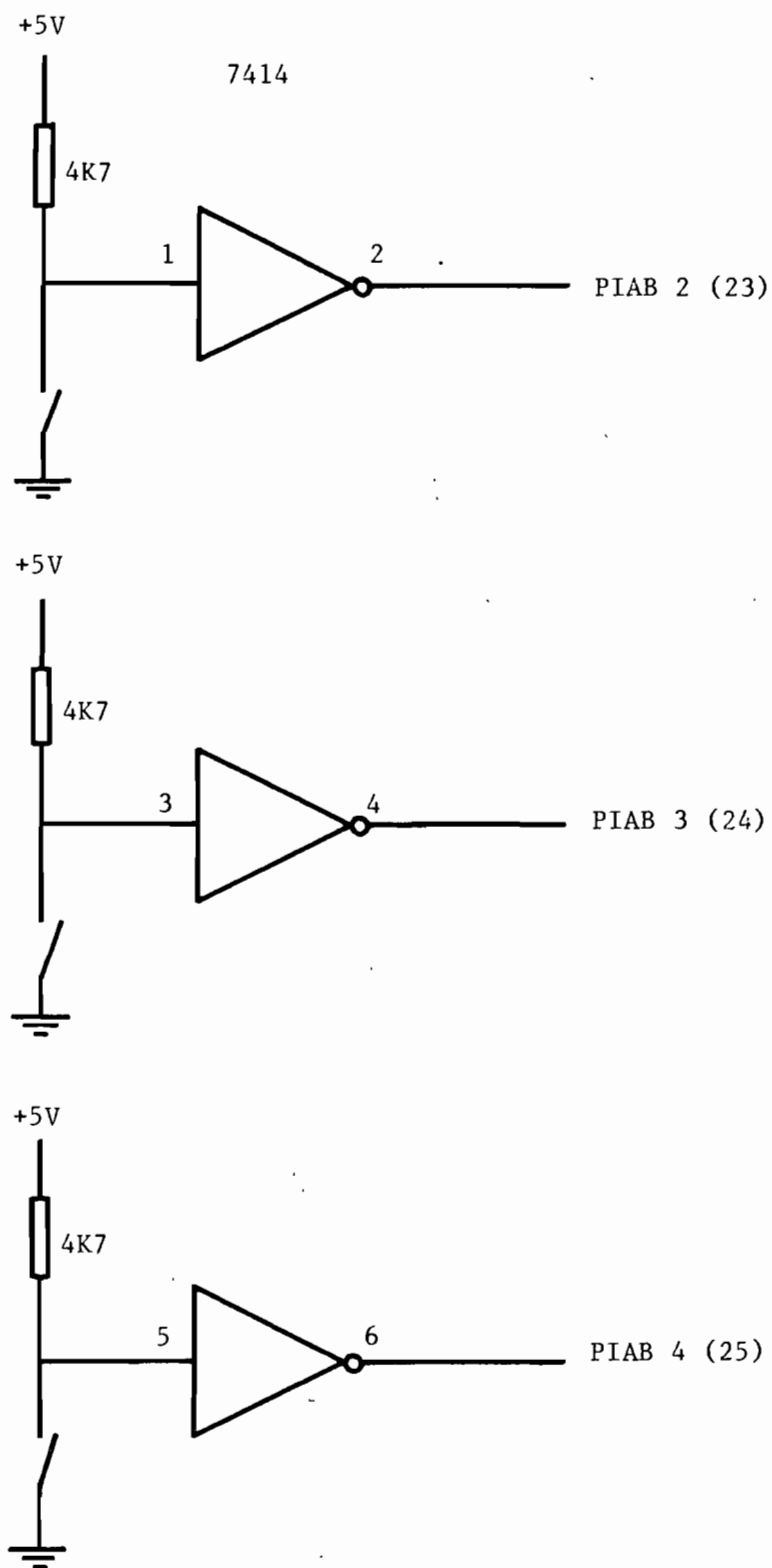 +5V
7414
4K7
1
2
PIAB 2 (23)
+5V
4K7
3
4
PIAB 3 (24)
+5V
4K7
5
6
PIAB 4 (25)